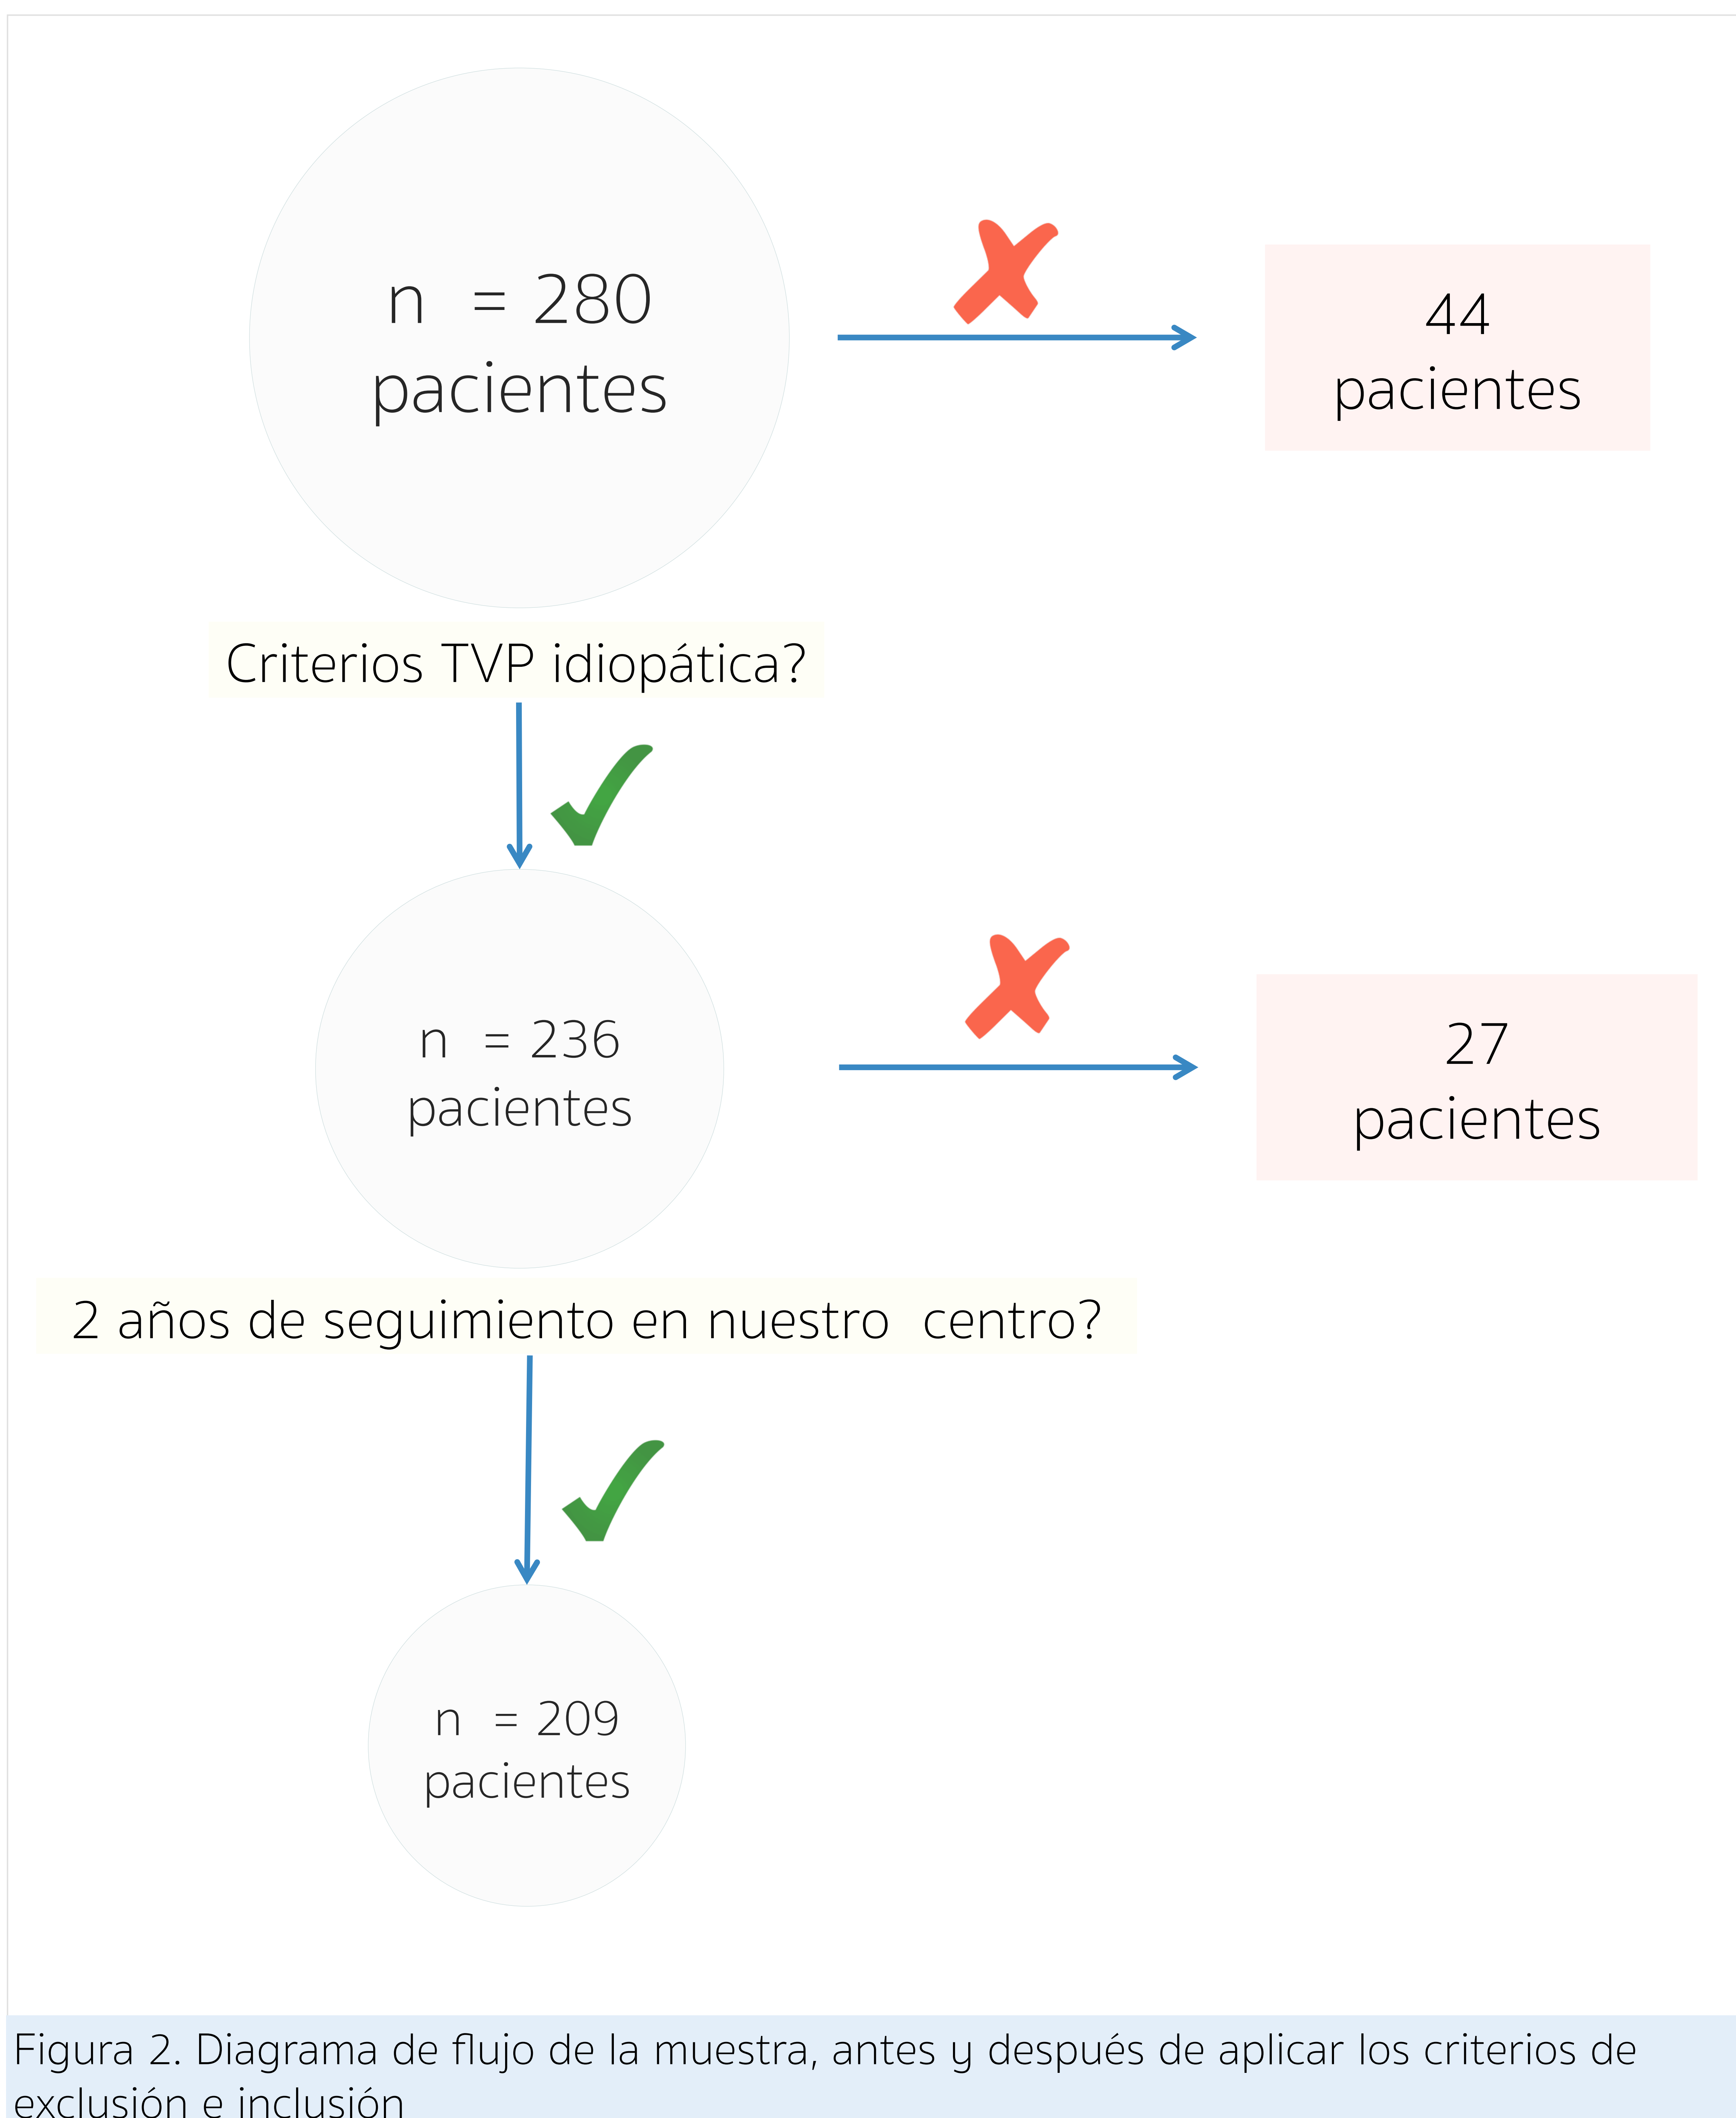 n = 280
pacientes
44
pacientes
Criterios TVP idiopática?
n = 236
pacientes
27
pacientes
2 años de seguimiento en nuestro centro?
n = 209
pacientes
Figura 2. Diagrama de flujo de la muestra, antes y después de aplicar los criterios de
exclusión e inclusión